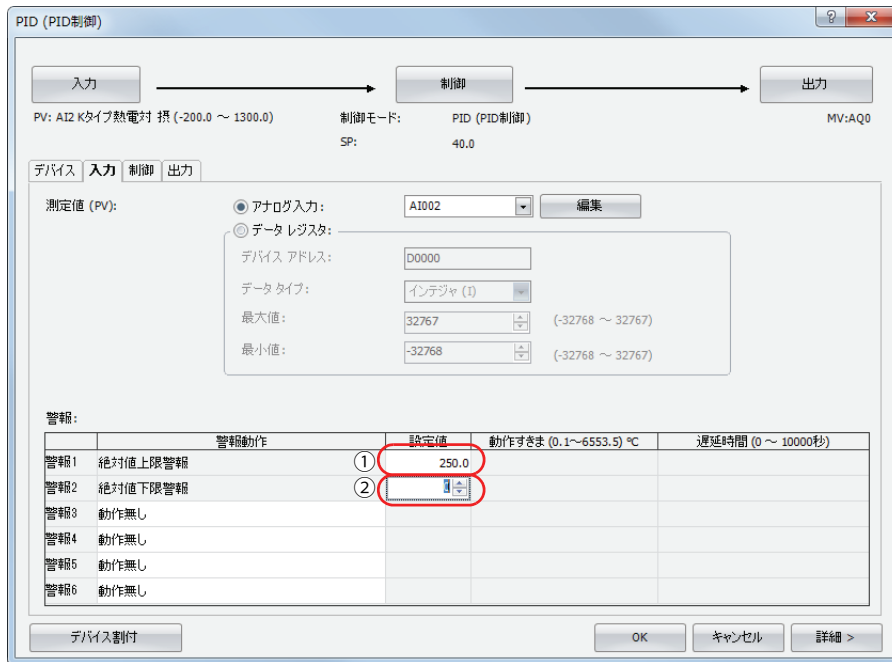 PID (PID制御)
入力
制御
出力
PV: AI2 Kタイプ熱電対 摂 (-200.0 ～ 1300.0)
制御モード: PID (PID制御)
MV:AQ0
SP: 40.0
デバイス 入力 制御 出力
測定値 (PV): アナログ入力: AI002 編集
データ レジスタ:
デバイス アドレス: D0000
データ タイプ: インテジャ (I)
最大値: 32767 (-32768 ～ 32767)
最小値: -32768 (-32768 ～ 32767)
警報:
警報動作 設定値 動作すきま (0.1～6553.5) ºC 遅延時間 (0 ～ 10000秒)
警報1 絶対値上限警報 ① 250.0
警報2 絶対値下限警報 ②
警報3 動作無し
警報4 動作無し
警報5 動作無し
警報6 動作無し
デバイス割付 OK キャンセル 詳細 >